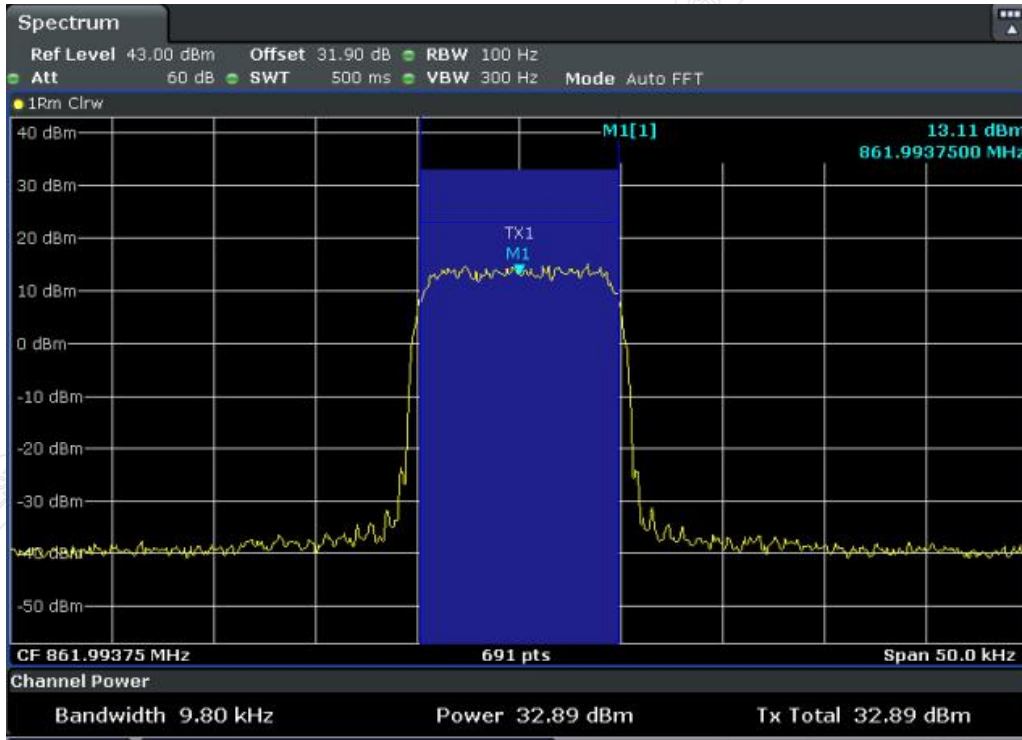 Spectrum
Ref Level 43.00 dBm Offset 31.90 dB RBW 100 Hz
Att 60 dB SWT 500 ms VBW 300 Hz Mode Auto FFT
1Rm Clrw
40 dBm M1[1] 13.11 dBm
861.9937500 MHz
30 dBm
20 dBm
TX1
M1
10 dBm
0 dBm
-10 dBm
-20 dBm
-30 dBm
-40 dBm
-50 dBm
CF 861.99375 MHz 691 pts Span 50.0 kHz
Channel Power
Bandwidth 9.80 kHz Power 32.89 dBm Tx Total 32.89 dBm